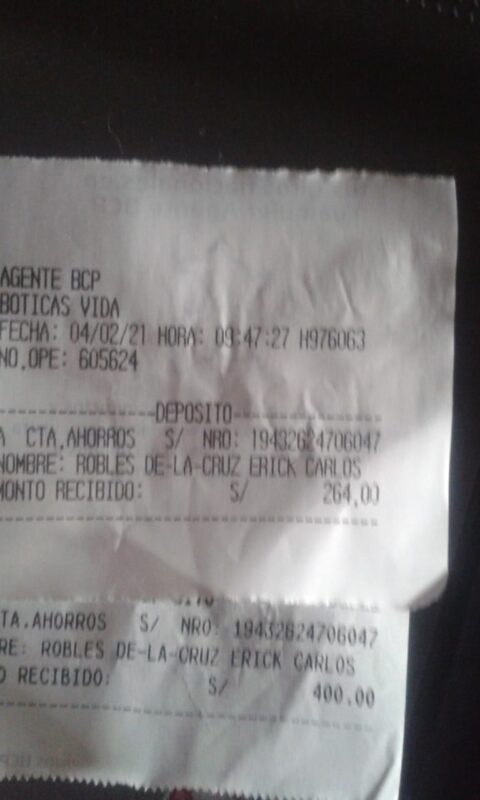 AGENTE BCP
BOTICAS VIDA
FECHA: 04/02/21 HORA: 09:47:27 H976063
NO.OPE: 605624
DEPOSITO
A CTA.AHORROS S/ NRO: 19432624706047
NOMBRE: ROBLES DE-LA-CRUZ ERICK CARLOS
MONTO RECIBIDO: S/ 264,00
TA.AHORROS S/ NRO: 19432624706047
RE: ROBLES DE-LA-CRUZ ERICK CARLOS
O RECIBIDO: S/ 400.00